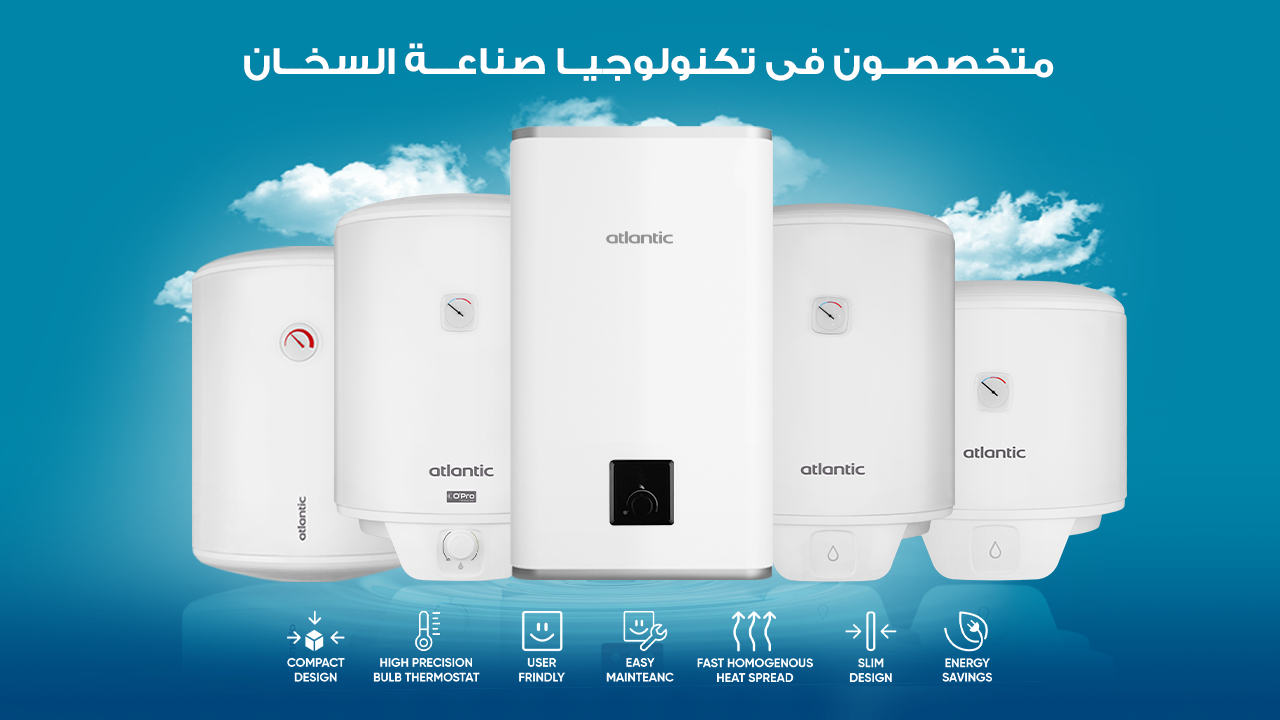 متخصصون فى تكنولوجيا صناعة السخان
atlantic
atlantic
atlantic
O'Pro
atlantic
atlantic
COMPACT
DESIGN
HIGH PRECISION
BULB THERMOSTAT
USER
FRINDLY
EASY
MAINTEANC
FAST HOMOGENOUS
HEAT SPREAD
SLIM
DESIGN
ENERGY
SAVINGS